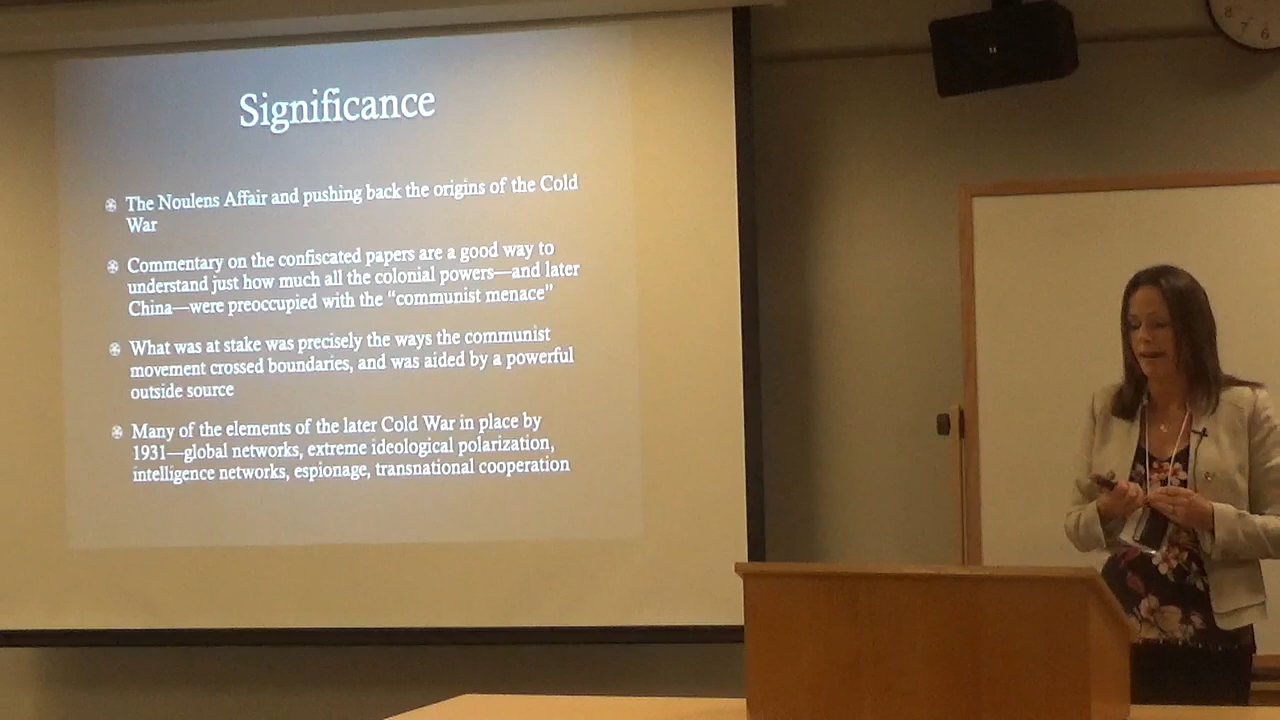 Significance
The Noulens Affair and pushing back the origins of the Cold
War
Commentary on the confiscated papers are a good way to
understand just how much all the colonial powers—and later
China—were preoccupied with the "communist menace"
What was at stake was precisely the ways the communist
movement crossed boundaries, and was aided by a powerful
outside source
Many of the elements of the later Cold War in place by
1931—global networks, extreme ideological polarization,
intelligence networks, espionage, transnational cooperation
8
7 6